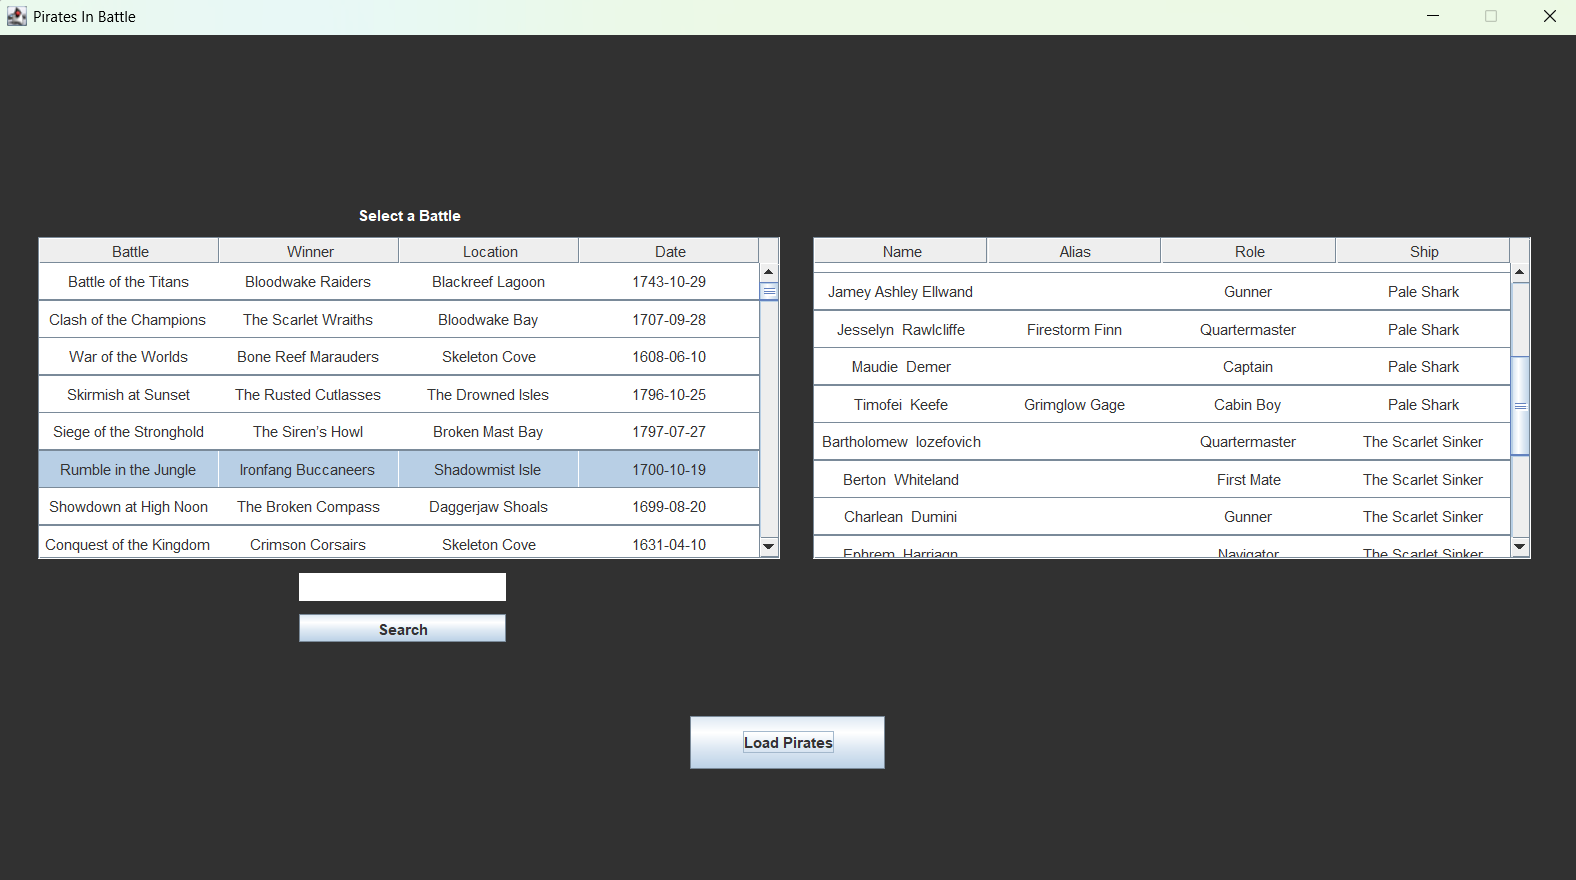 Pirates In Battle
Select a Battle
Battle Winner Location Date
Battle of the Titans Bloodwake Raiders Blackreef Lagoon 1743-10-29
Clash of the Champions The Scarlet Wraiths Bloodwake Bay 1707-09-28
War of the Worlds Bone Reef Marauders Skeleton Cove 1608-06-10
Skirmish at Sunset The Rusted Cutlasses The Drowned Isles 1796-10-25
Siege of the Stronghold The Siren’s Howl Broken Mast Bay 1797-07-27
Rumble in the Jungle Ironfang Buccaneers Shadowmist Isle 1700-10-19
Showdown at High Noon The Broken Compass Daggerjaw Shoals 1699-08-20
Conquest of the Kingdom Crimson Corsairs Skeleton Cove 1631-04-10
Search
Name Alias Role Ship
Jamey Ashley Ellwand Gunner Pale Shark
Jesselyn Rawlcliffe Firestorm Finn Quartermaster Pale Shark
Maudie Demer Captain Pale Shark
Timofei Keefe Grimglow Gage Cabin Boy Pale Shark
Bartholomew Iozefovich Quartermaster The Scarlet Sinker
Berton Whiteland First Mate The Scarlet Sinker
Charlean Dumini Gunner The Scarlet Sinker
Ephrem Navigator The Scarlet Sinker
Load Pirates